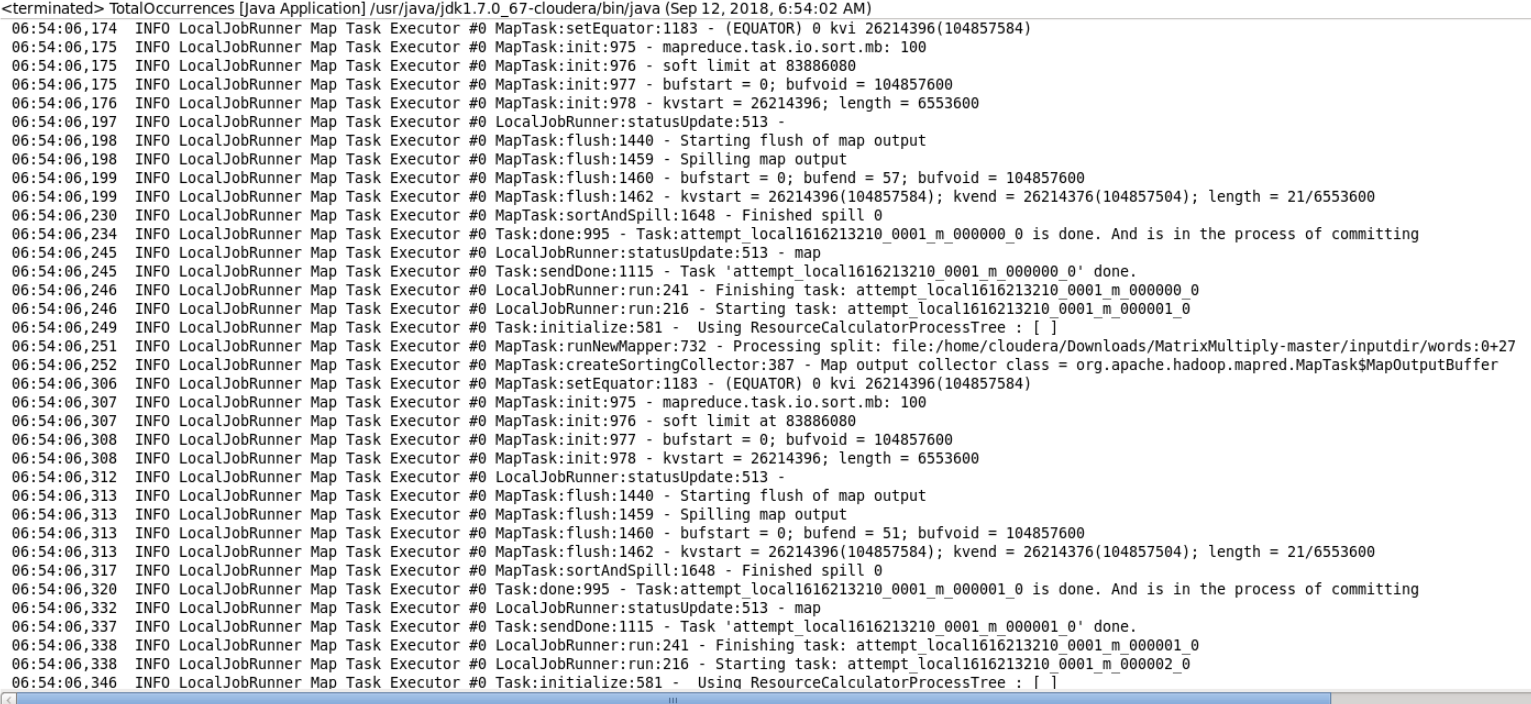 <terminated> TotalOccurrences [Java Application] /usr/java/jdk1.7.0_67-cloudera/bin/java (Sep 12, 2018, 6:54:02 AM)
06:54:06,174  INFO LocalJobRunner Map Task Executor #0 MapTask:setEquator:1183 - (EQUATOR) 0 kvi 26214396(104857584)
06:54:06,175  INFO LocalJobRunner Map Task Executor #0 MapTask:init:975 - mapreduce.task.io.sort.mb: 100
06:54:06,175  INFO LocalJobRunner Map Task Executor #0 MapTask:init:976 - soft limit at 83886080
06:54:06,175  INFO LocalJobRunner Map Task Executor #0 MapTask:init:977 - bufstart = 0; bufvoid = 104857600
06:54:06,176  INFO LocalJobRunner Map Task Executor #0 MapTask:init:978 - kvstart = 26214396; length = 6553600
06:54:06,197  INFO LocalJobRunner Map Task Executor #0 LocalJobRunner:statusUpdate:513 -
06:54:06,198  INFO LocalJobRunner Map Task Executor #0 MapTask:flush:1440 - Starting flush of map output
06:54:06,198  INFO LocalJobRunner Map Task Executor #0 MapTask:flush:1459 - Spilling map output
06:54:06,199  INFO LocalJobRunner Map Task Executor #0 MapTask:flush:1460 - bufstart = 0; bufend = 57; bufvoid = 104857600
06:54:06,199  INFO LocalJobRunner Map Task Executor #0 MapTask:flush:1462 - kvstart = 26214396(104857584); kvend = 26214376(104857504); length = 21/6553600
06:54:06,230  INFO LocalJobRunner Map Task Executor #0 MapTask:sortAndSpill:1648 - Finished spill 0
06:54:06,234  INFO LocalJobRunner Map Task Executor #0 Task:done:995 - Task:attempt_local1616213210_0001_m_000000_0 is done. And is in the process of committing
06:54:06,245  INFO LocalJobRunner Map Task Executor #0 LocalJobRunner:statusUpdate:513 - map
06:54:06,245  INFO LocalJobRunner Map Task Executor #0 Task:sendDone:1115 - Task 'attempt_local1616213210_0001_m_000000_0' done.
06:54:06,246  INFO LocalJobRunner Map Task Executor #0 LocalJobRunner:run:241 - Finishing task: attempt_local1616213210_0001_m_000000_0
06:54:06,246  INFO LocalJobRunner Map Task Executor #0 LocalJobRunner:run:216 - Starting task: attempt_local1616213210_0001_m_000001_0
06:54:06,249  INFO LocalJobRunner Map Task Executor #0 Task:initialize:581 -  Using ResourceCalculatorProcessTree : [ ]
06:54:06,251  INFO LocalJobRunner Map Task Executor #0 MapTask:runNewMapper:732 - Processing split: file:/home/cloudera/Downloads/MatrixMultiply-master/inputdir/words:0+27
06:54:06,252  INFO LocalJobRunner Map Task Executor #0 MapTask:createSortingCollector:387 - Map output collector class = org.apache.hadoop.mapred.MapTask$MapOutputBuffer
06:54:06,306  INFO LocalJobRunner Map Task Executor #0 MapTask:setEquator:1183 - (EQUATOR) 0 kvi 26214396(104857584)
06:54:06,307  INFO LocalJobRunner Map Task Executor #0 MapTask:init:975 - mapreduce.task.io.sort.mb: 100
06:54:06,307  INFO LocalJobRunner Map Task Executor #0 MapTask:init:976 - soft limit at 83886080
06:54:06,308  INFO LocalJobRunner Map Task Executor #0 MapTask:init:977 - bufstart = 0; bufvoid = 104857600
06:54:06,308  INFO LocalJobRunner Map Task Executor #0 MapTask:init:978 - kvstart = 26214396; length = 6553600
06:54:06,312  INFO LocalJobRunner Map Task Executor #0 LocalJobRunner:statusUpdate:513 -
06:54:06,313  INFO LocalJobRunner Map Task Executor #0 MapTask:flush:1440 - Starting flush of map output
06:54:06,313  INFO LocalJobRunner Map Task Executor #0 MapTask:flush:1459 - Spilling map output
06:54:06,313  INFO LocalJobRunner Map Task Executor #0 MapTask:flush:1460 - bufstart = 0; bufend = 51; bufvoid = 104857600
06:54:06,313  INFO LocalJobRunner Map Task Executor #0 MapTask:flush:1462 - kvstart = 26214396(104857584); kvend = 26214376(104857504); length = 21/6553600
06:54:06,317  INFO LocalJobRunner Map Task Executor #0 MapTask:sortAndSpill:1648 - Finished spill 0
06:54:06,320  INFO LocalJobRunner Map Task Executor #0 Task:done:995 - Task:attempt_local1616213210_0001_m_000001_0 is done. And is in the process of committing
06:54:06,332  INFO LocalJobRunner Map Task Executor #0 LocalJobRunner:statusUpdate:513 - map
06:54:06,337  INFO LocalJobRunner Map Task Executor #0 Task:sendDone:1115 - Task 'attempt_local1616213210_0001_m_000001_0' done.
06:54:06,338  INFO LocalJobRunner Map Task Executor #0 LocalJobRunner:run:241 - Finishing task: attempt_local1616213210_0001_m_000001_0
06:54:06,338  INFO LocalJobRunner Map Task Executor #0 LocalJobRunner:run:216 - Starting task: attempt_local1616213210_0001_m_000002_0
06:54:06,346  INFO LocalJobRunner Map Task Executor #0 Task:initialize:581 -  Using ResourceCalculatorProcessTree : [ ]